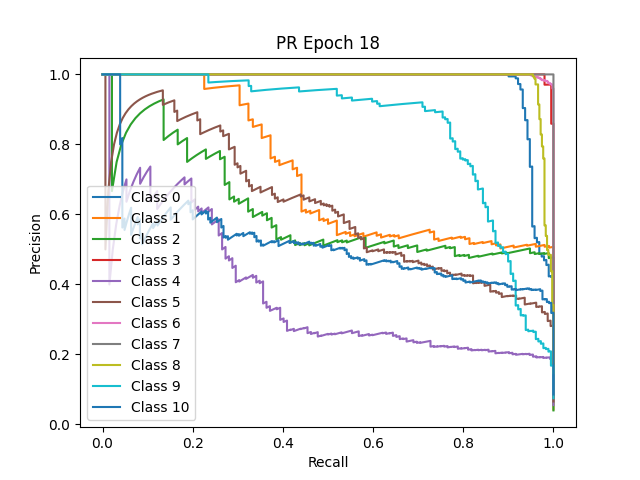 PR Epoch 18
1.0
0.8
0.6
0.4
0.2
0.0
Precision
Class 0
Class 1
Class 2
Class 3
Class 4
Class 5
Class 6
Class 7
Class 8
Class 9
Class 10
0.0 0.2 0.4 0.6 0.8 1.0
Recall